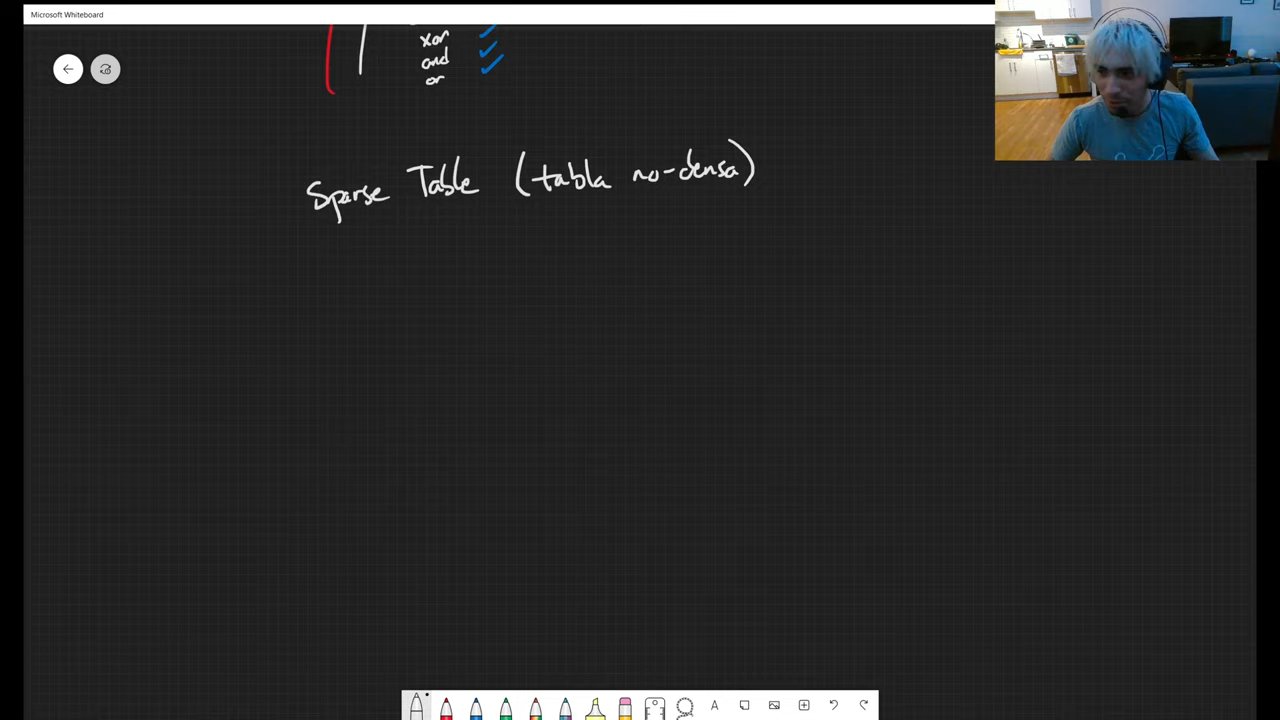 Microsoft Whiteboard
xor
and
or
Sparse Table (tabla no-densa)
A